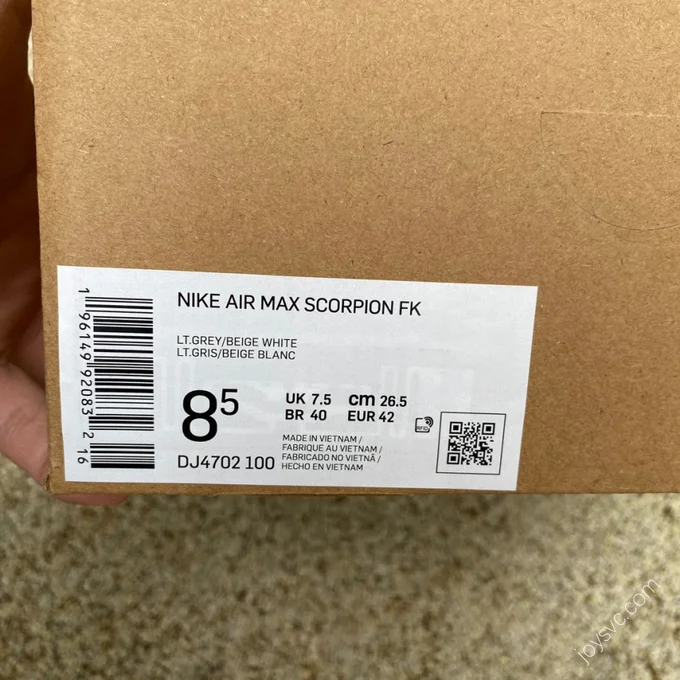 NIKE AIR MAX SCORPION FK
LT.GREY/BEIGE WHITE
LT.GRIS/BEIGE BLANC
8⁵
UK 7.5 cm 26.5
BR 40 EUR 42
DJ4702 100
MADE IN VIETNAM /
FABRIQUE AU VIETNAM /
FABRICADO NO VIETNÃ /
HECHO EN VIETNAM
RFID
1 96149 92083 2 16
joysvc.com